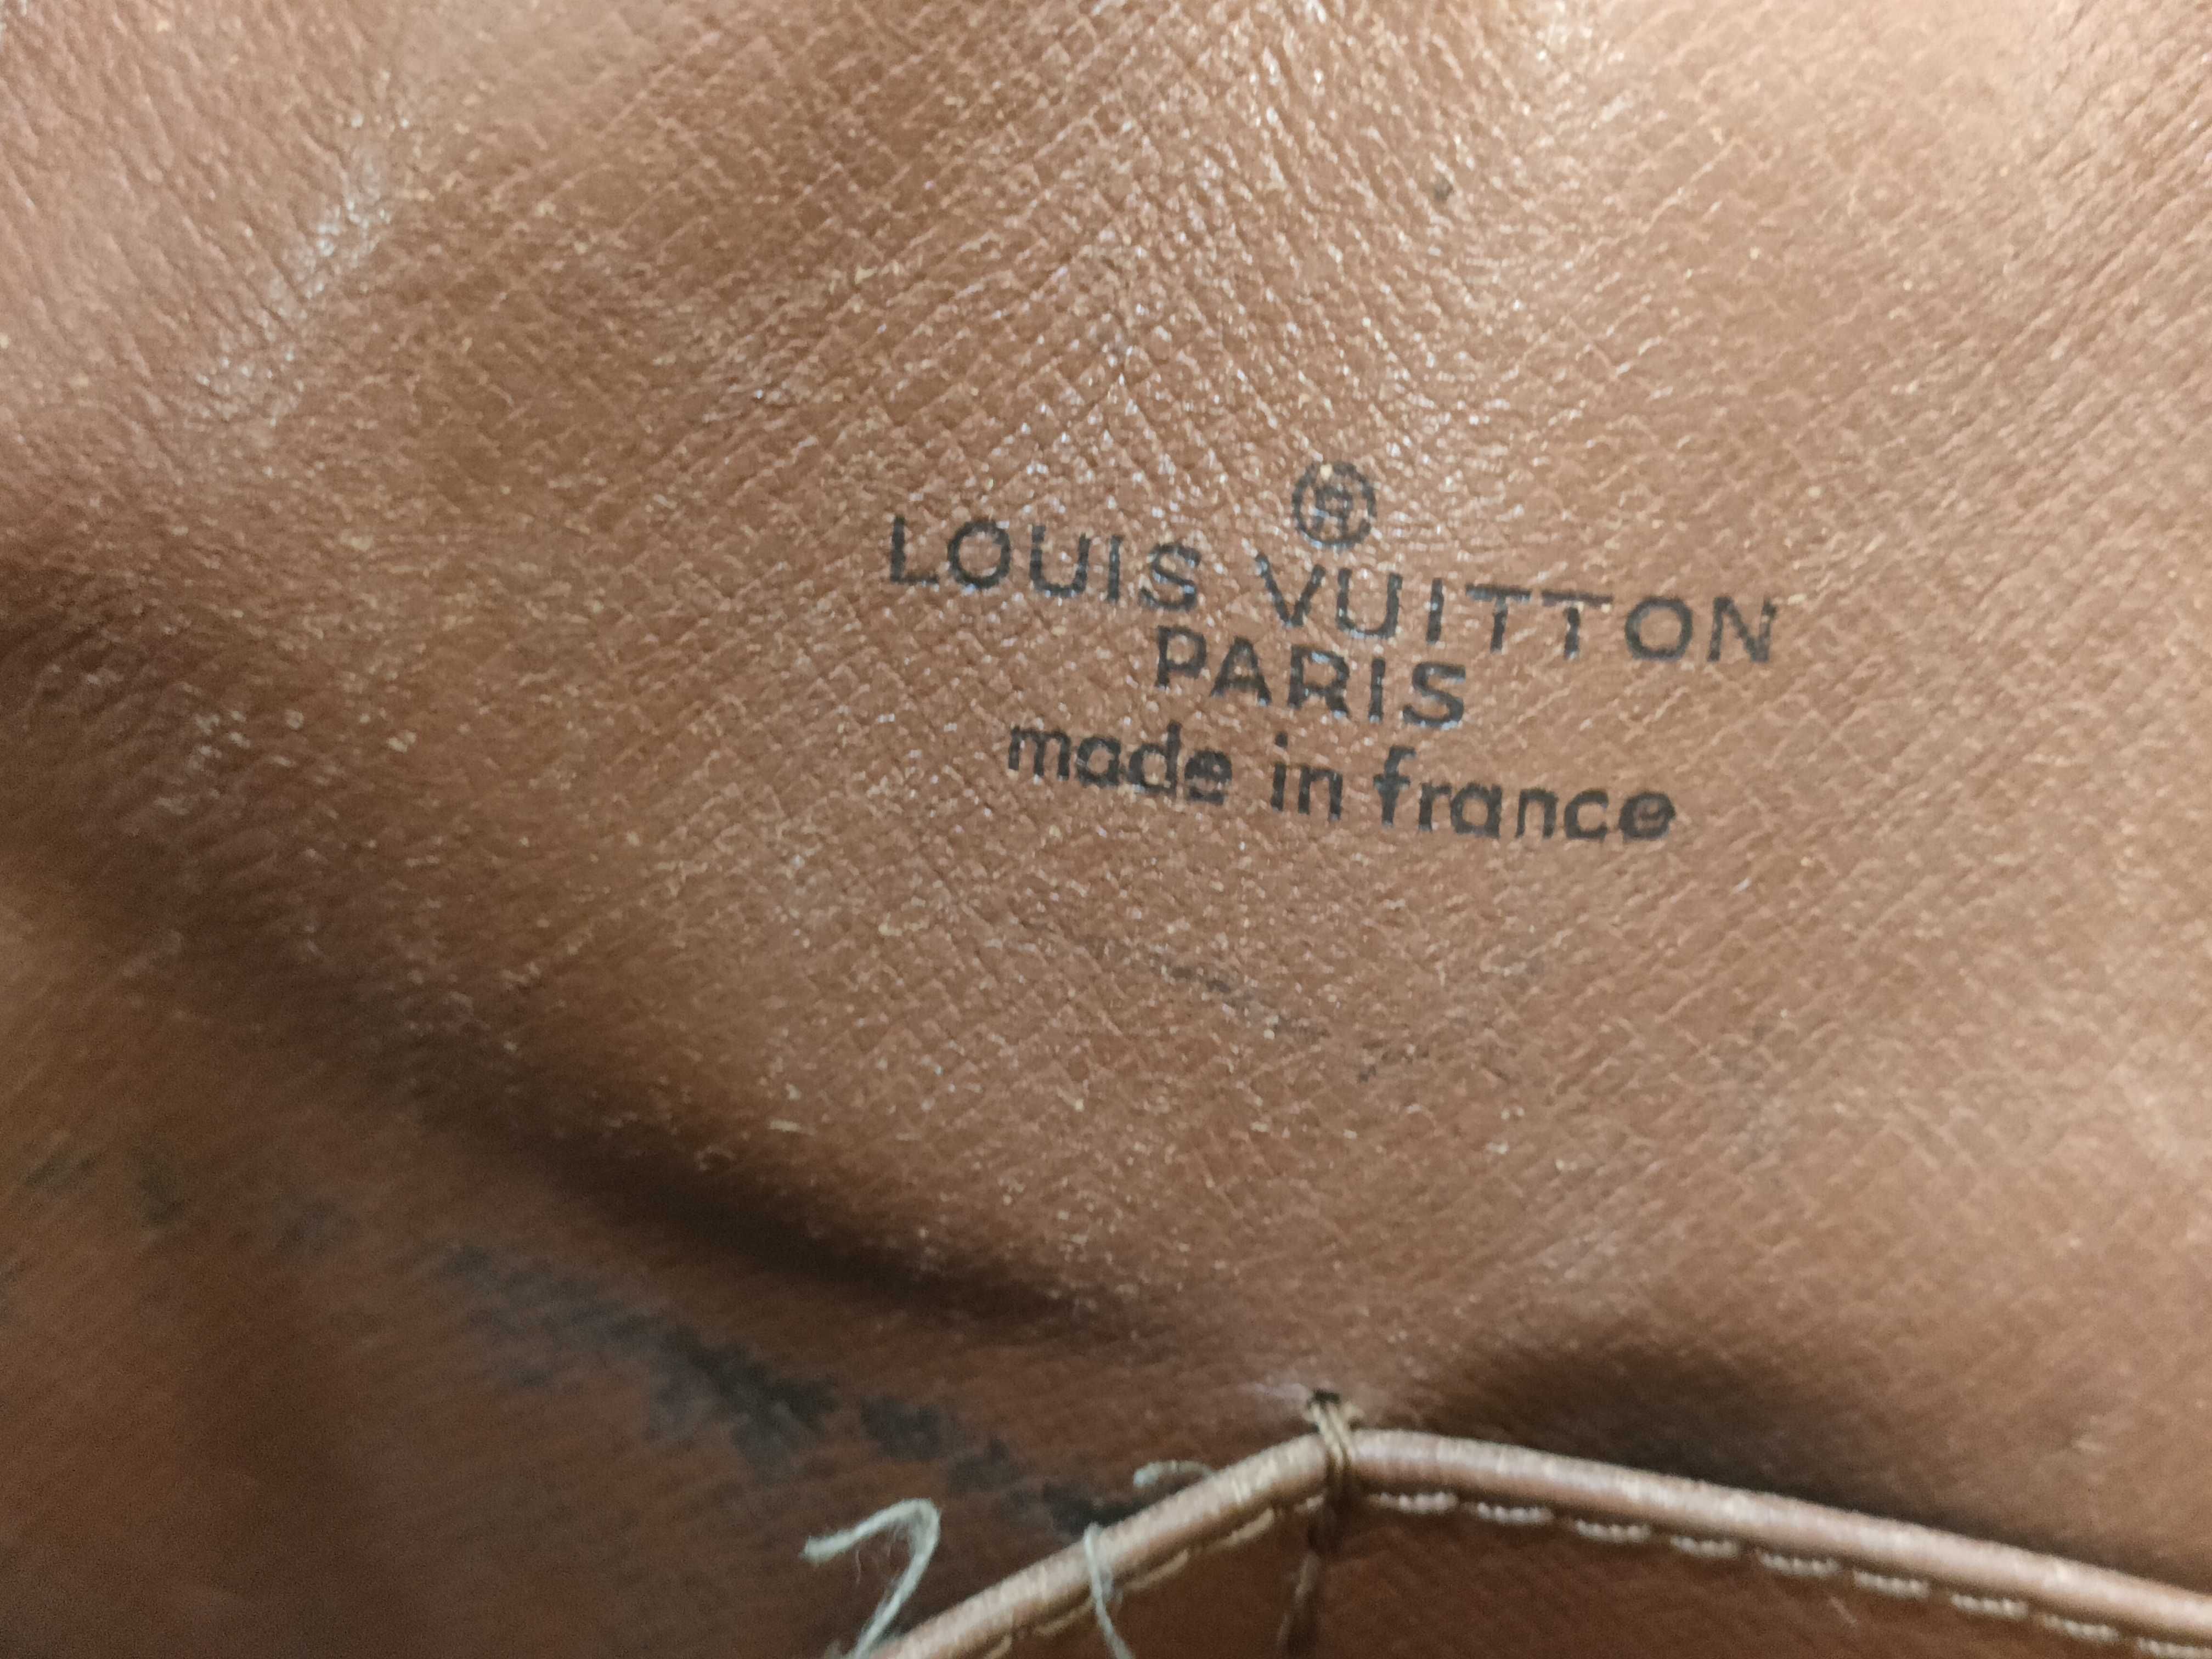 ®
LOUIS VUITTON
PARIS
made in france